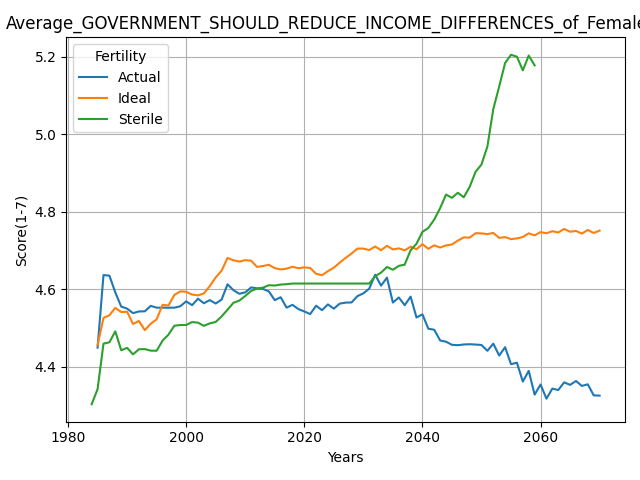 Average_GOVERNMENT_SHOULD_REDUCE_INCOME_DIFFERENCES_of_Female
Fertility
Actual
Ideal
Sterile
Score(1-7)
5.2
5.0
4.8
4.6
4.4
1980
2000
2020
2040
2060
Years